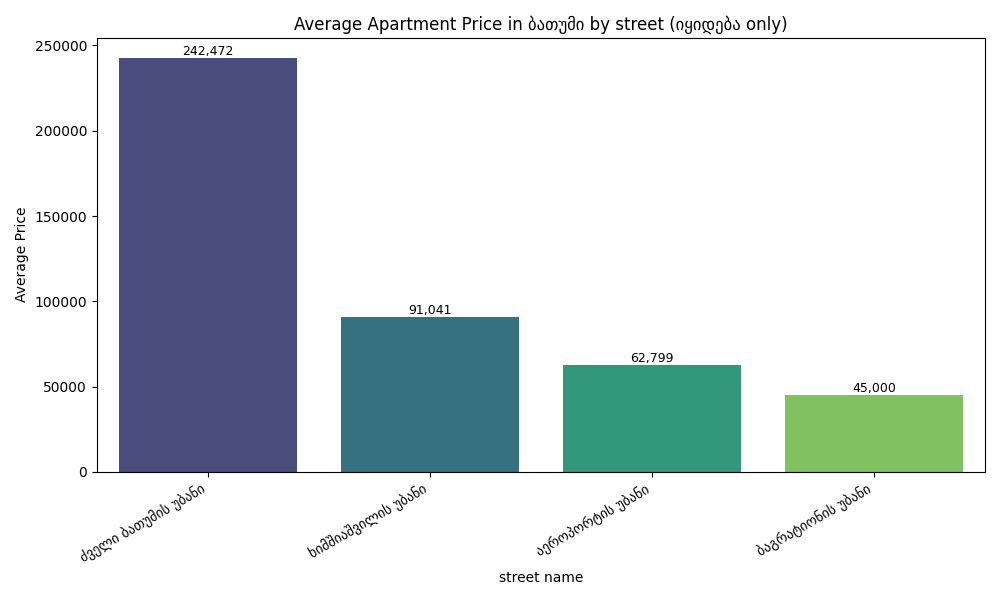 Average Apartment Price in ბათუმი by street (იყიდება only)
Average Price
250000
200000
150000
100000
50000
0
242,472
91,041
62,799
45,000
ძველი ბათუმის უბანი
ხიმშიაშვილის უბანი
აეროპორტის უბანი
ბაგრატიონის უბანი
street name